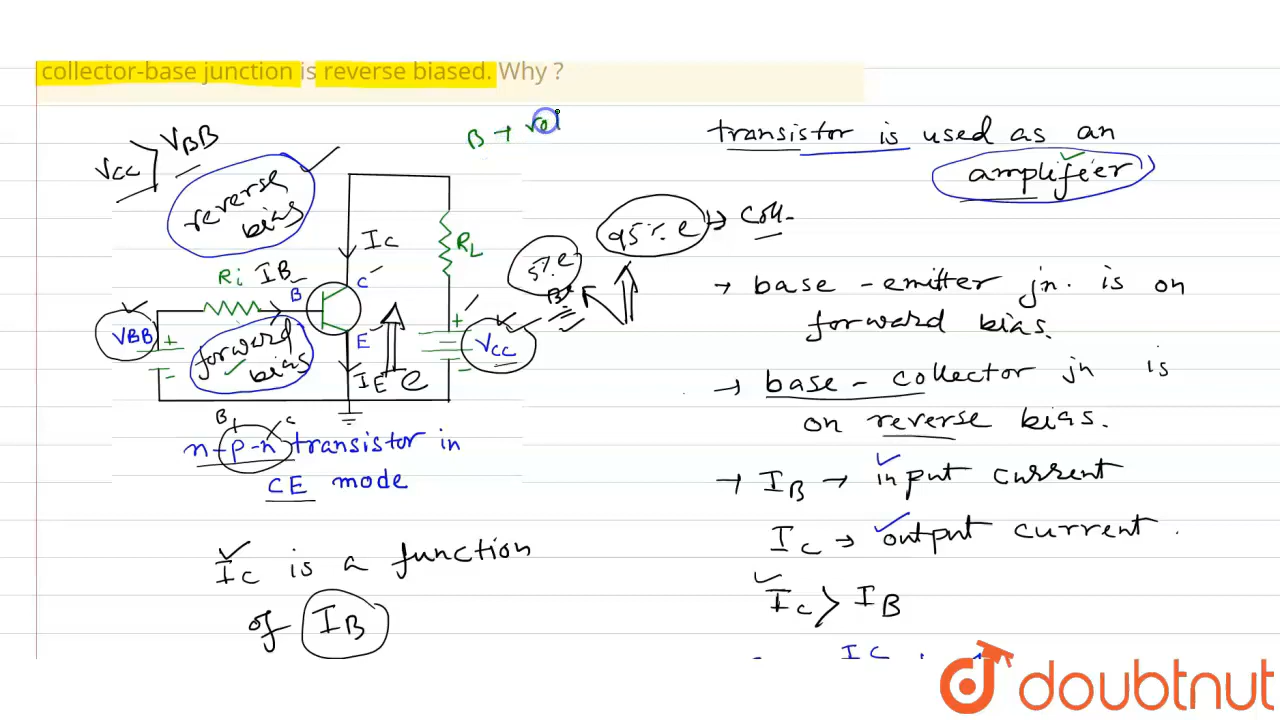 collector-base junction is reverse biased. Why ?
VCC > VBB
reverse bias
B → vol
transistor is used as an
amplifier
95% e → Coll-
5% e
Ri IB
B
C
IC
RL
VBB
+
-
forward bias
E
IE e
+
VCC
-
→ base - emitter jn. is on
forward bias.
→ base - collector jn is
on reverse bias.
B C
n-p-n transistor in
CE mode
→ IB → input current
IC → output current.
IC is a function
of IB
IC > IB
IC
doubtnut